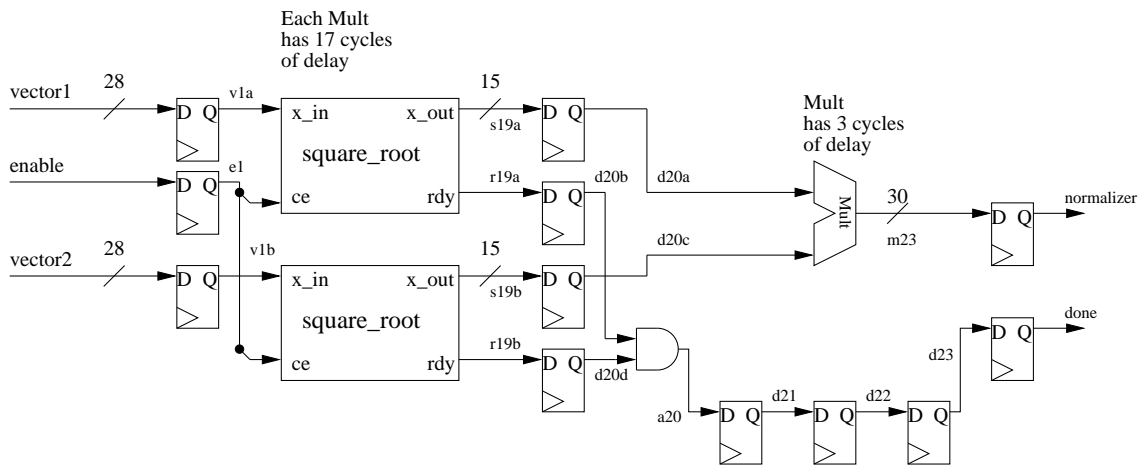 Each Mult
has 17 cycles
of delay
28
15
vector1
D Q
v1a
x_in
x_out
s19a
D Q
Mult
has 3 cycles
of delay
square_root
enable
D Q
e1
ce
rdy
r19a
D Q
d20b
d20a
Mult
30
m23
D Q
normalizer
28
vector2
D Q
v1b
x_in
x_out
15
s19b
D Q
d20c
square_root
ce
rdy
r19b
D Q
d20d
a20
D Q
d21
D Q
d22
D Q
d23
D Q
done